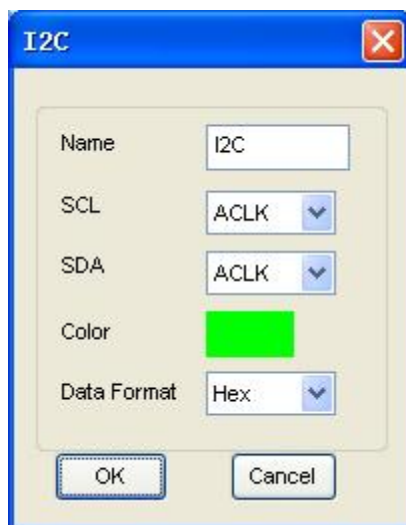 I2C
Name I2C
SCL ACLK
SDA ACLK
Color
Data Format Hex
OK Cancel